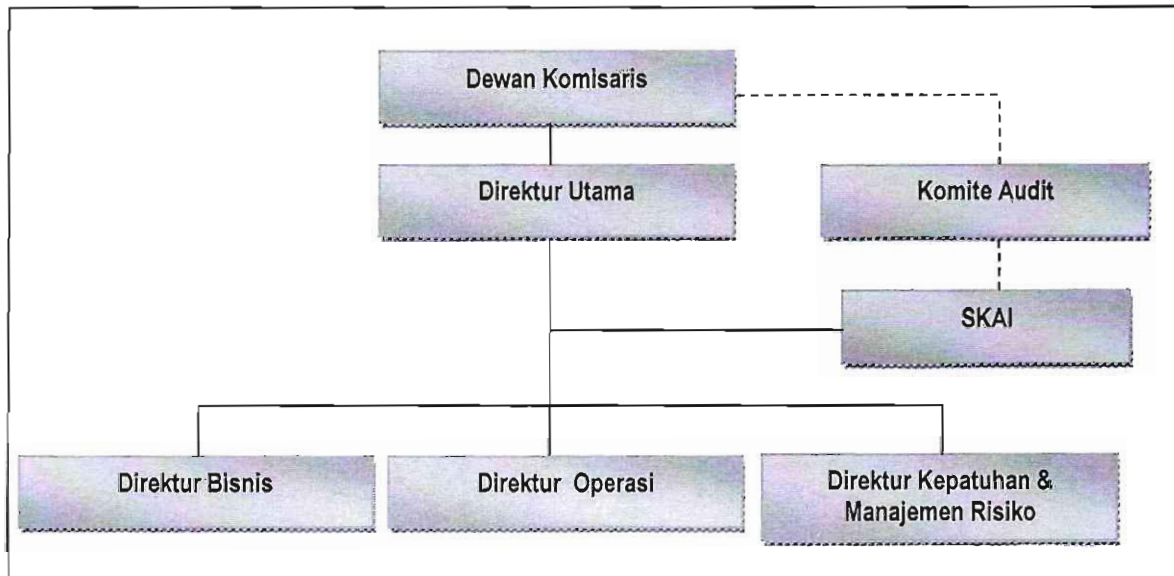 Dewan Komisaris
Direktur Utama
Komite Audit
SKAI
Direktur Bisnis
Direktur Operasi
Direktur Kepatuhan &
Manajemen Risiko